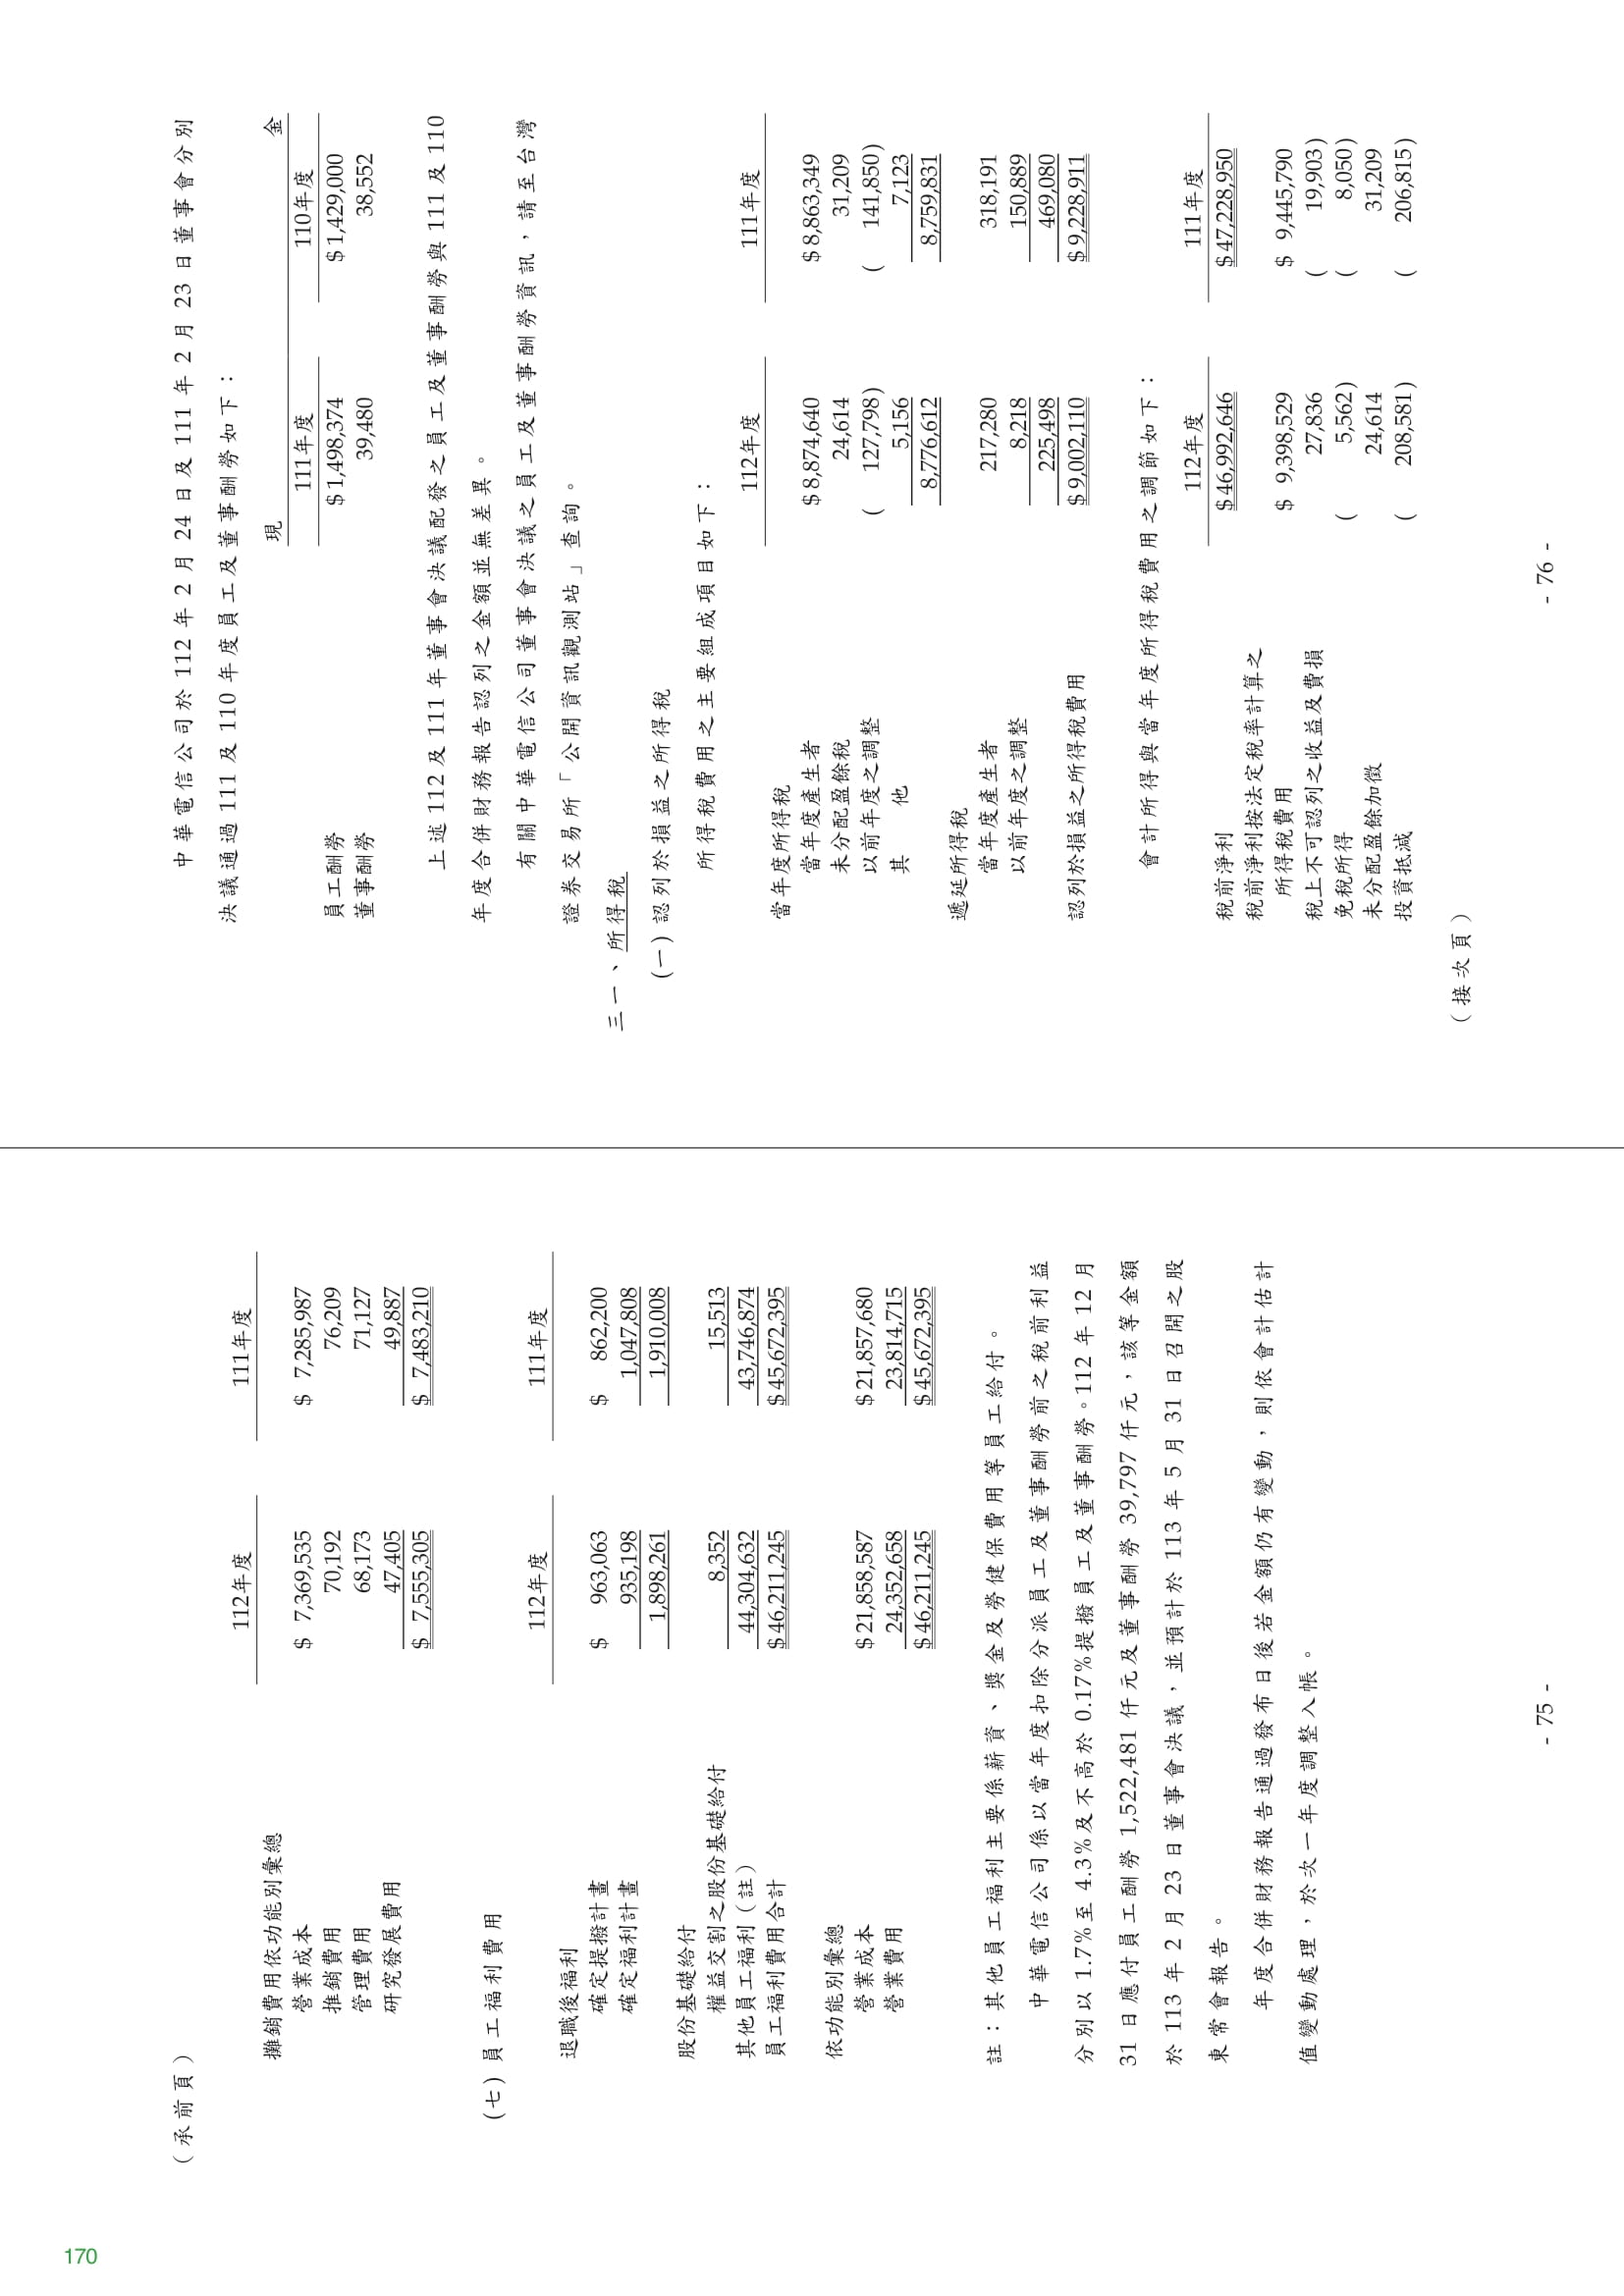 170
（承前頁）
112年度 111年度
攤銷費用依功能別彙總
營業成本 $ 7,369,535 $ 7,285,987
推銷費用 70,192 76,209
管理費用 68,173 71,127
研究發展費用 47,405 49,887
$ 7,555,305 $ 7,483,210
(七) 員工福利費用
112年度 111年度
退職後福利
確定提撥計畫 $ 963,063 $ 862,200
確定福利計畫 935,198 1,047,808
1,898,261 1,910,008
股份基礎給付
權益交割之股份基礎給付 8,352 15,513
其他員工福利（註） 44,304,632 43,746,874
員工福利費用合計 $ 46,211,245 $ 45,672,395
依功能別彙總
營業成本 $ 21,858,587 $ 21,857,680
營業費用 24,352,658 23,814,715
$ 46,211,245 $ 45,672,395
註：其他員工福利主要係薪資、獎金及勞健保費用等員工給付。
中華電信公司係以當年度扣除分派員工及董事酬勞前之稅前利益
分別以 1.7%至 4.3%及不高於 0.17%提撥員工及董事酬勞。112 年 12 月
31 日應付員工酬勞 1,522,481 仟元及董事酬勞 39,797 仟元，該等金額
於 113 年 2 月 23 日董事會決議，並預計於 113 年 5 月 31 日召開之股
東常會報告。
年度合併財務報告通過發布日後若金額仍有變動，則依會計估計
值變動處理，於次一年度調整入帳。
- 75 -
中華電信公司於 112 年 2 月 24 日及 111 年 2 月 23 日董事會分別
決議通過 111 及 110 年度員工及董事酬勞如下：
現 金
111年度 110年度
員工酬勞 $ 1,498,374 $ 1,429,000
董事酬勞 39,480 38,552
上述 112 及 111 年董事會決議配發之員工及董事酬勞與 111 及 110
年度合併財務報告認列之金額並無差異。
有關中華電信公司董事會決議之員工及董事酬勞資訊，請至台灣
證券交易所「公開資訊觀測站」查詢。
三一、所得稅
(一) 認列於損益之所得稅
所得稅費用之主要組成項目如下：
112年度 111年度
當年度所得稅
當年度產生者 $ 8,874,640 $ 8,863,349
未分配盈餘稅 24,614 31,209
以前年度之調整 ( 127,798) ( 141,850)
其 他 5,156 7,123
8,776,612 8,759,831
遞延所得稅
當年度產生者 217,280 318,191
以前年度之調整 8,218 150,889
225,498 469,080
認列於損益之所得稅費用 $ 9,002,110 $ 9,228,911
會計所得與當年度所得稅費用之調節如下：
112年度 111年度
稅前淨利 $ 46,992,646 $ 47,228,950
稅前淨利按法定稅率計算之
所得稅費用 $ 9,398,529 $ 9,445,790
稅上不可認列之收益及費損 27,836 ( 19,903)
免稅所得 ( 5,562) ( 8,050)
未分配盈餘加徵 24,614 31,209
投資抵減 ( 208,581) ( 206,815)
（接次頁）
- 76 -